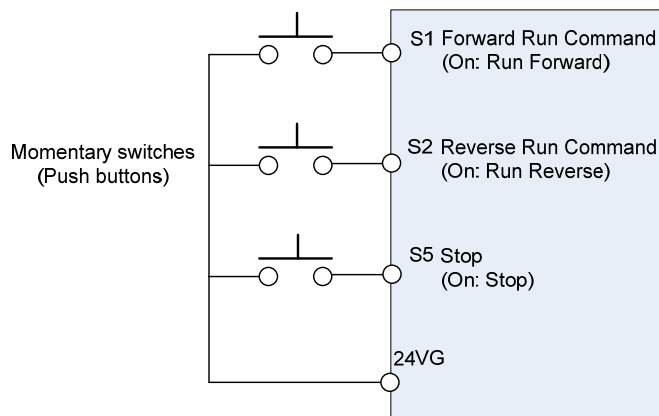 S1 Forward Run Command
(On: Run Forward)
Momentary switches
(Push buttons)
S2 Reverse Run Command
(On: Run Reverse)
S5 Stop
(On: Stop)
24VG